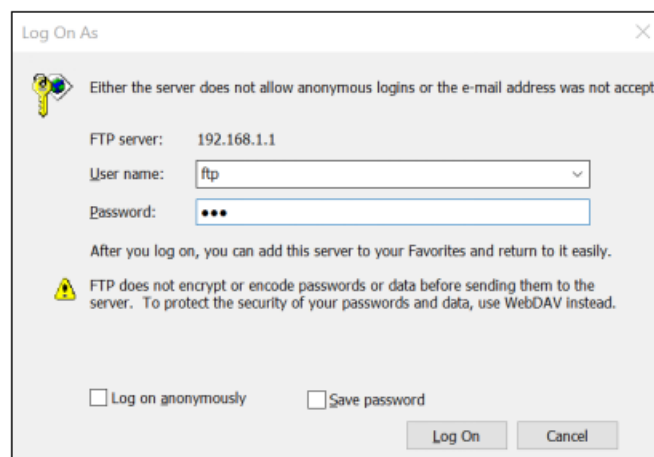 Log On As
Either the server does not allow anonymous logins or the e-mail address was not accept
FTP server: 192.168.1.1
User name: ftp
Password: •••
After you log on, you can add this server to your Favorites and return to it easily.
FTP does not encrypt or encode passwords or data before sending them to the
server. To protect the security of your passwords and data, use WebDAV instead.
Log on anonymously Save password
Log On Cancel